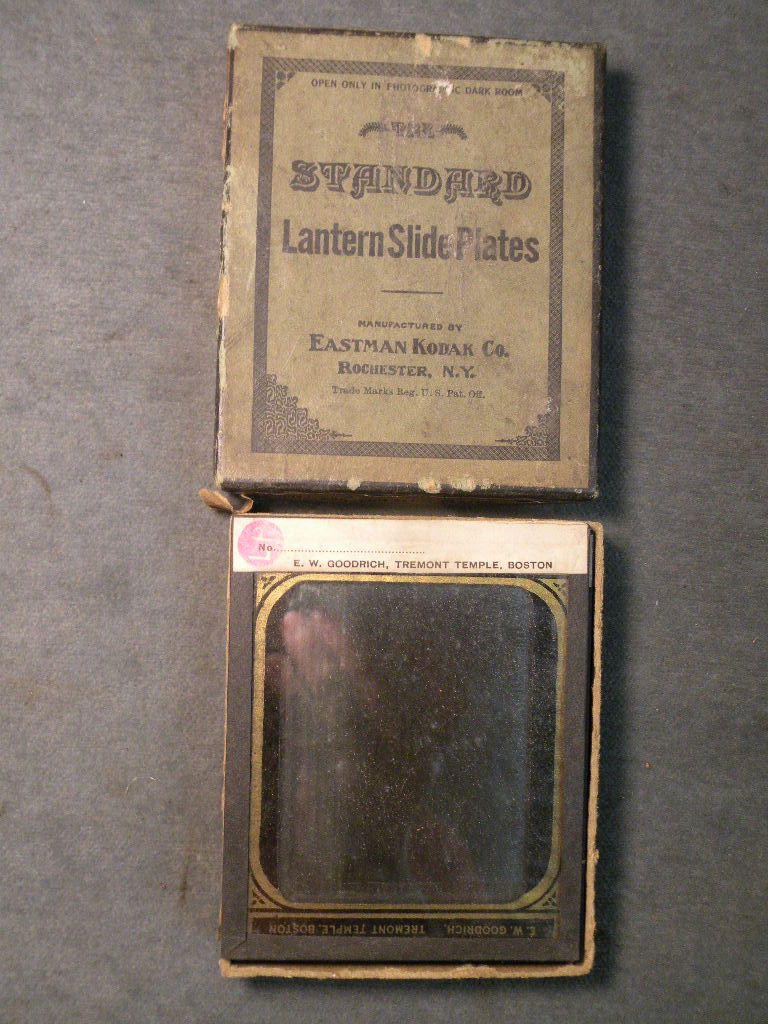 OPEN ONLY IN PHOTOGRAPHIC DARK ROOM
THE
STANDARD
Lantern Slide Plates
MANUFACTURED BY
EASTMAN KODAK CO.
ROCHESTER, N.Y.
Trade Marks Reg. U. S. Pat. Off.
No.
E. W. GOODRICH, TREMONT TEMPLE, BOSTON
E. W. GOODRICH, TREMONT TEMPLE, BOSTON